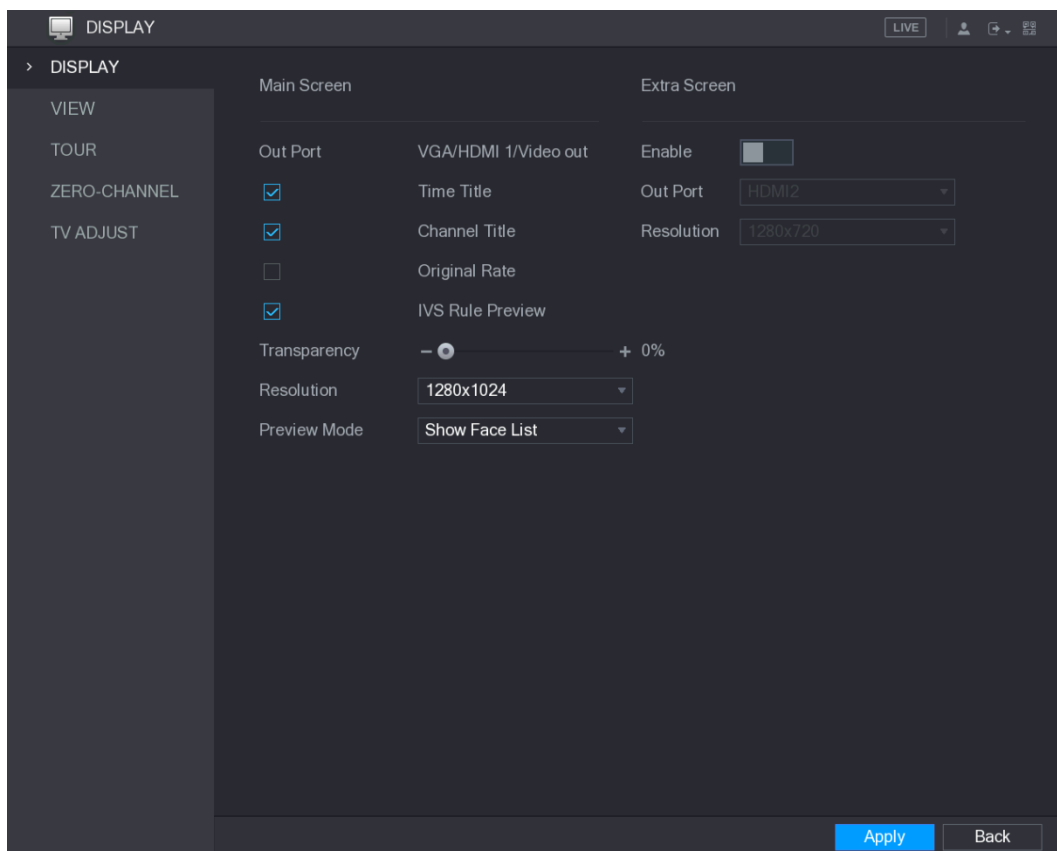 DISPLAY
LIVE
DISPLAY
VIEW
TOUR
ZERO-CHANNEL
TV ADJUST
Main Screen
Out Port VGA/HDMI 1/Video out
Time Title
Channel Title
Original Rate
IVS Rule Preview
Transparency 0%
Resolution 1280x1024
Preview Mode Show Face List
Extra Screen
Enable
Out Port HDMI2
Resolution 1280x720
Apply Back